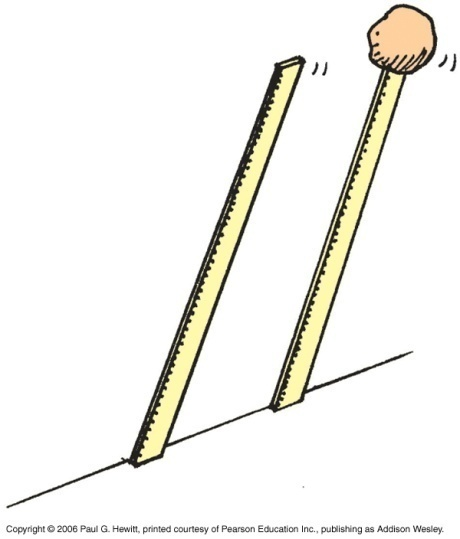 Copyright © 2006 Paul G. Hewitt, printed courtesy of Pearson Education Inc., publishing as Addison Wesley.